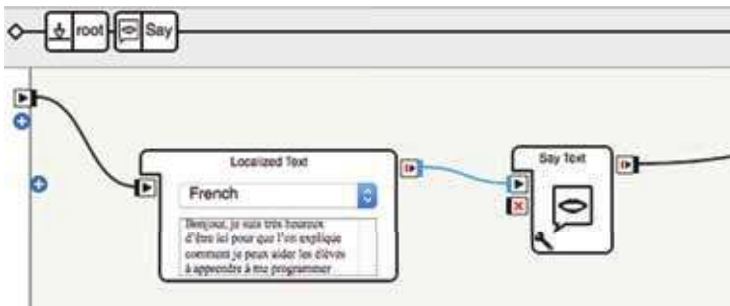 root Say
Localized Text
Say Text
French
Bonjour, je suis très heureux
d'être ici pour que l'on explique
comment je peux aider les élèves
à apprendre à me programmer